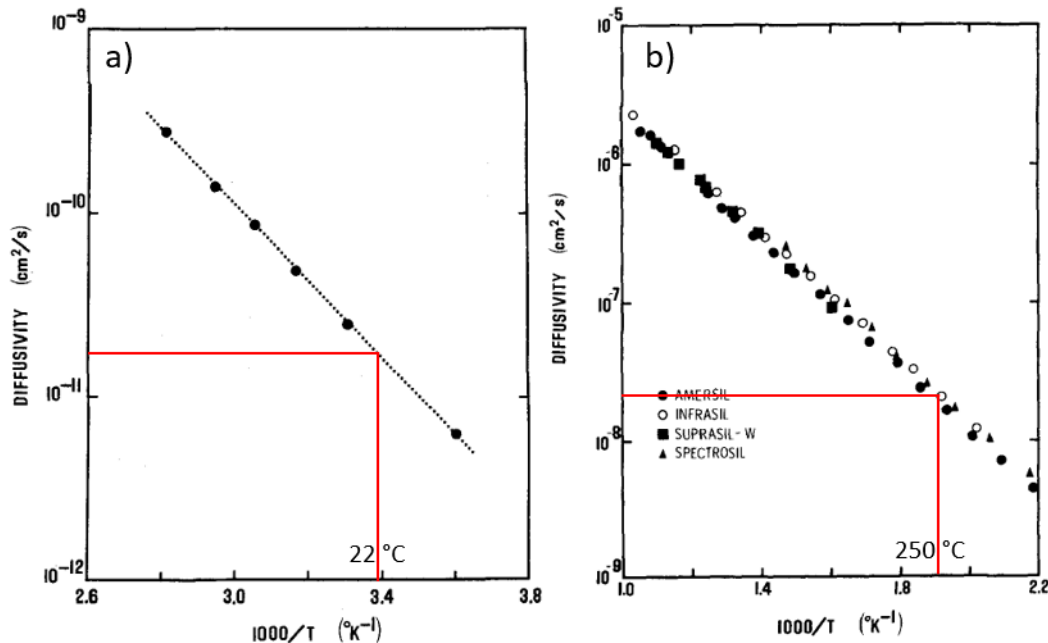 a)
10⁻⁹
10⁻¹⁰
10⁻¹¹
10⁻¹²
DIFFUSIVITY (cm²/s)
22 °C
2.6 3.0 3.4 3.8
1000/T (°K⁻¹)
b)
10⁻⁵
10⁻⁶
10⁻⁷
10⁻⁸
10⁻⁹
DIFFUSIVITY (cm²/s)
AMERSIL
INFRASIL
SUPRASIL-W
SPECTROSIL
250 °C
1.0 1.4 1.8 2.2
1000/T (°K⁻¹)